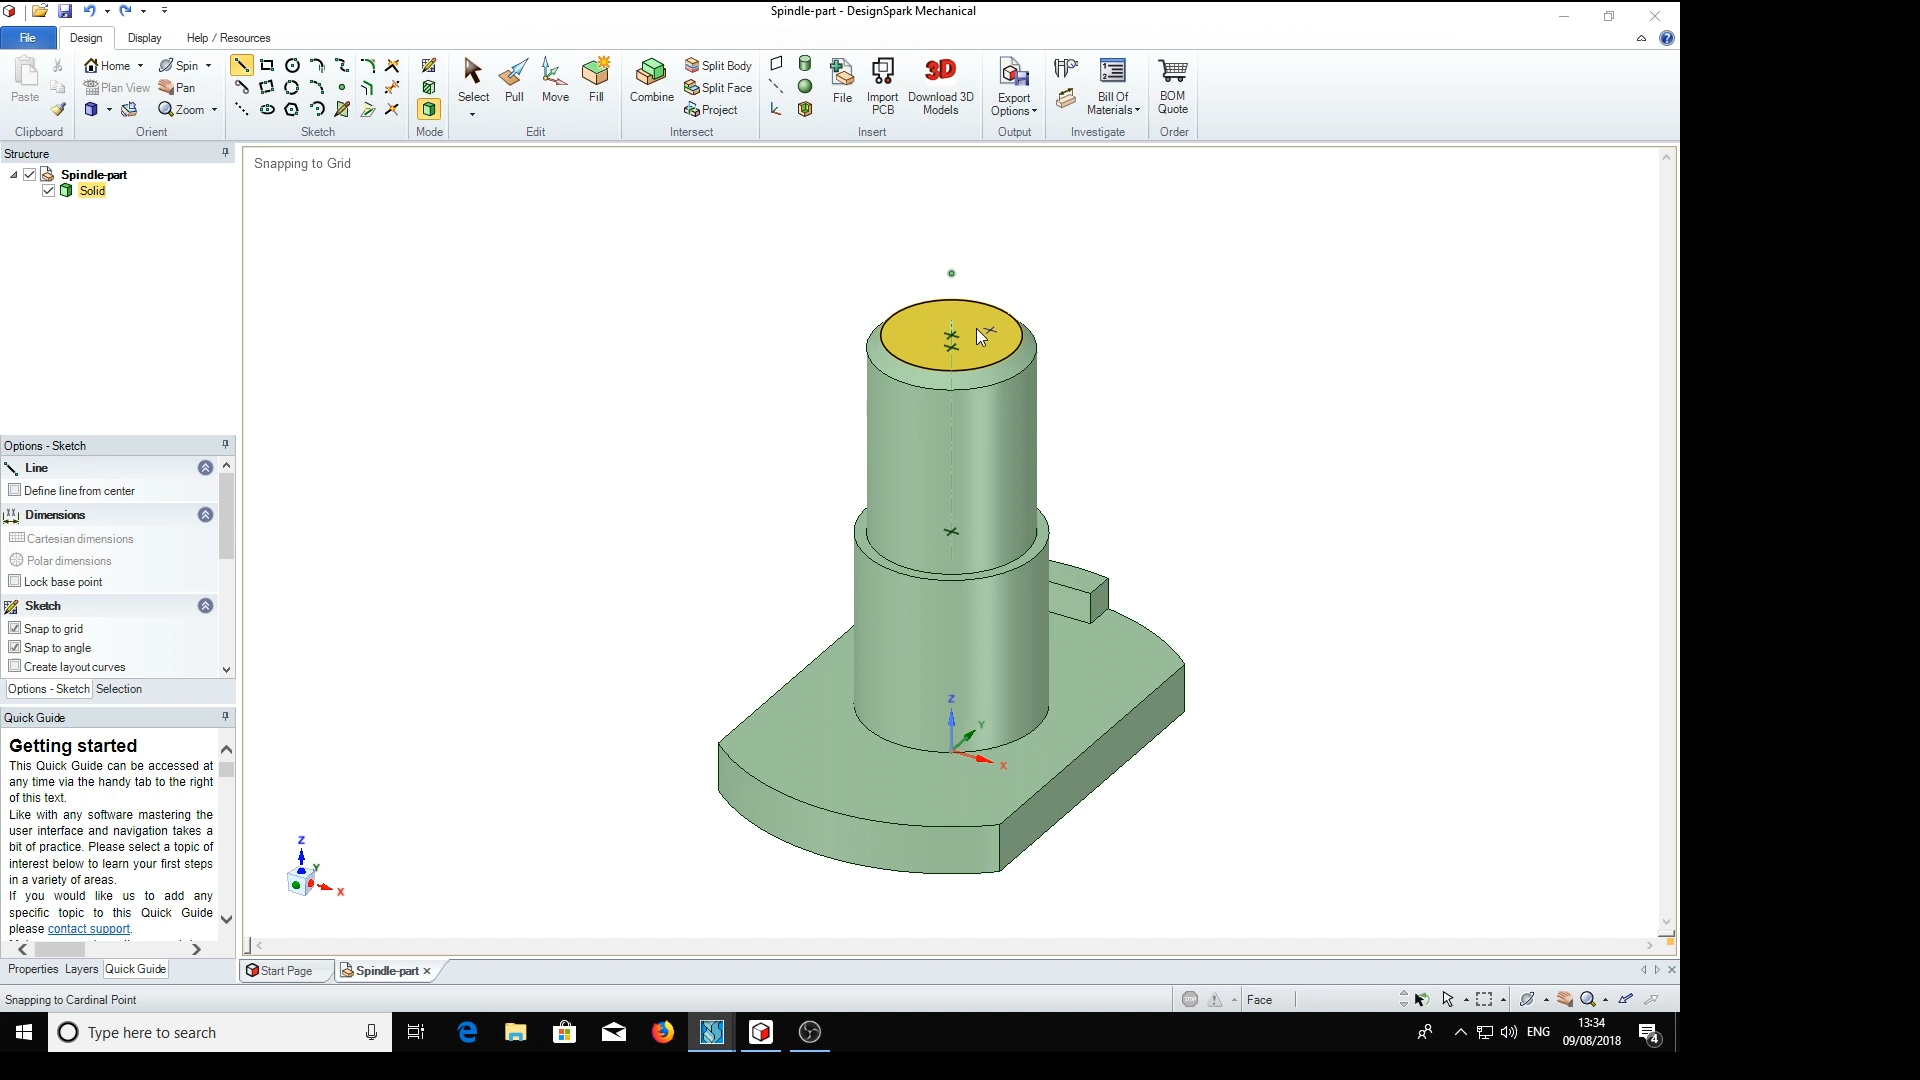 Spindle-part - DesignSpark Mechanical
File Design Display Help / Resources
Paste
Home Spin
Plan View Pan
Zoom
Select Pull Move Fill
Combine
Split Body
Split Face
Project
File
Import PCB
Download 3D Models
3D
Export Options
Bill Of Materials
BOM Quote
Clipboard Orient Sketch Mode Edit Intersect Insert Output Investigate Order
Structure
Spindle-part
Solid
Snapping to Grid
Options - Sketch
Line
Define line from center
Dimensions
Cartesian dimensions
Polar dimensions
Lock base point
Sketch
Snap to grid
Snap to angle
Create layout curves
Options - Sketch Selection
Quick Guide
Getting started
This Quick Guide can be accessed at
any time via the handy tab to the right
of this text.
Like with any software mastering the
user interface and navigation takes a
bit of practice. Please select a topic of
interest below to learn your first steps
in a variety of areas.
If you would like us to add any
specific topic to this Quick Guide
please contact support.
Properties Layers Quick Guide
Z
Y
X
Z
Y
X
Start Page Spindle-part
Snapping to Cardinal Point
STOP
Face
Type here to search
ENG
13:34
09/08/2018
4